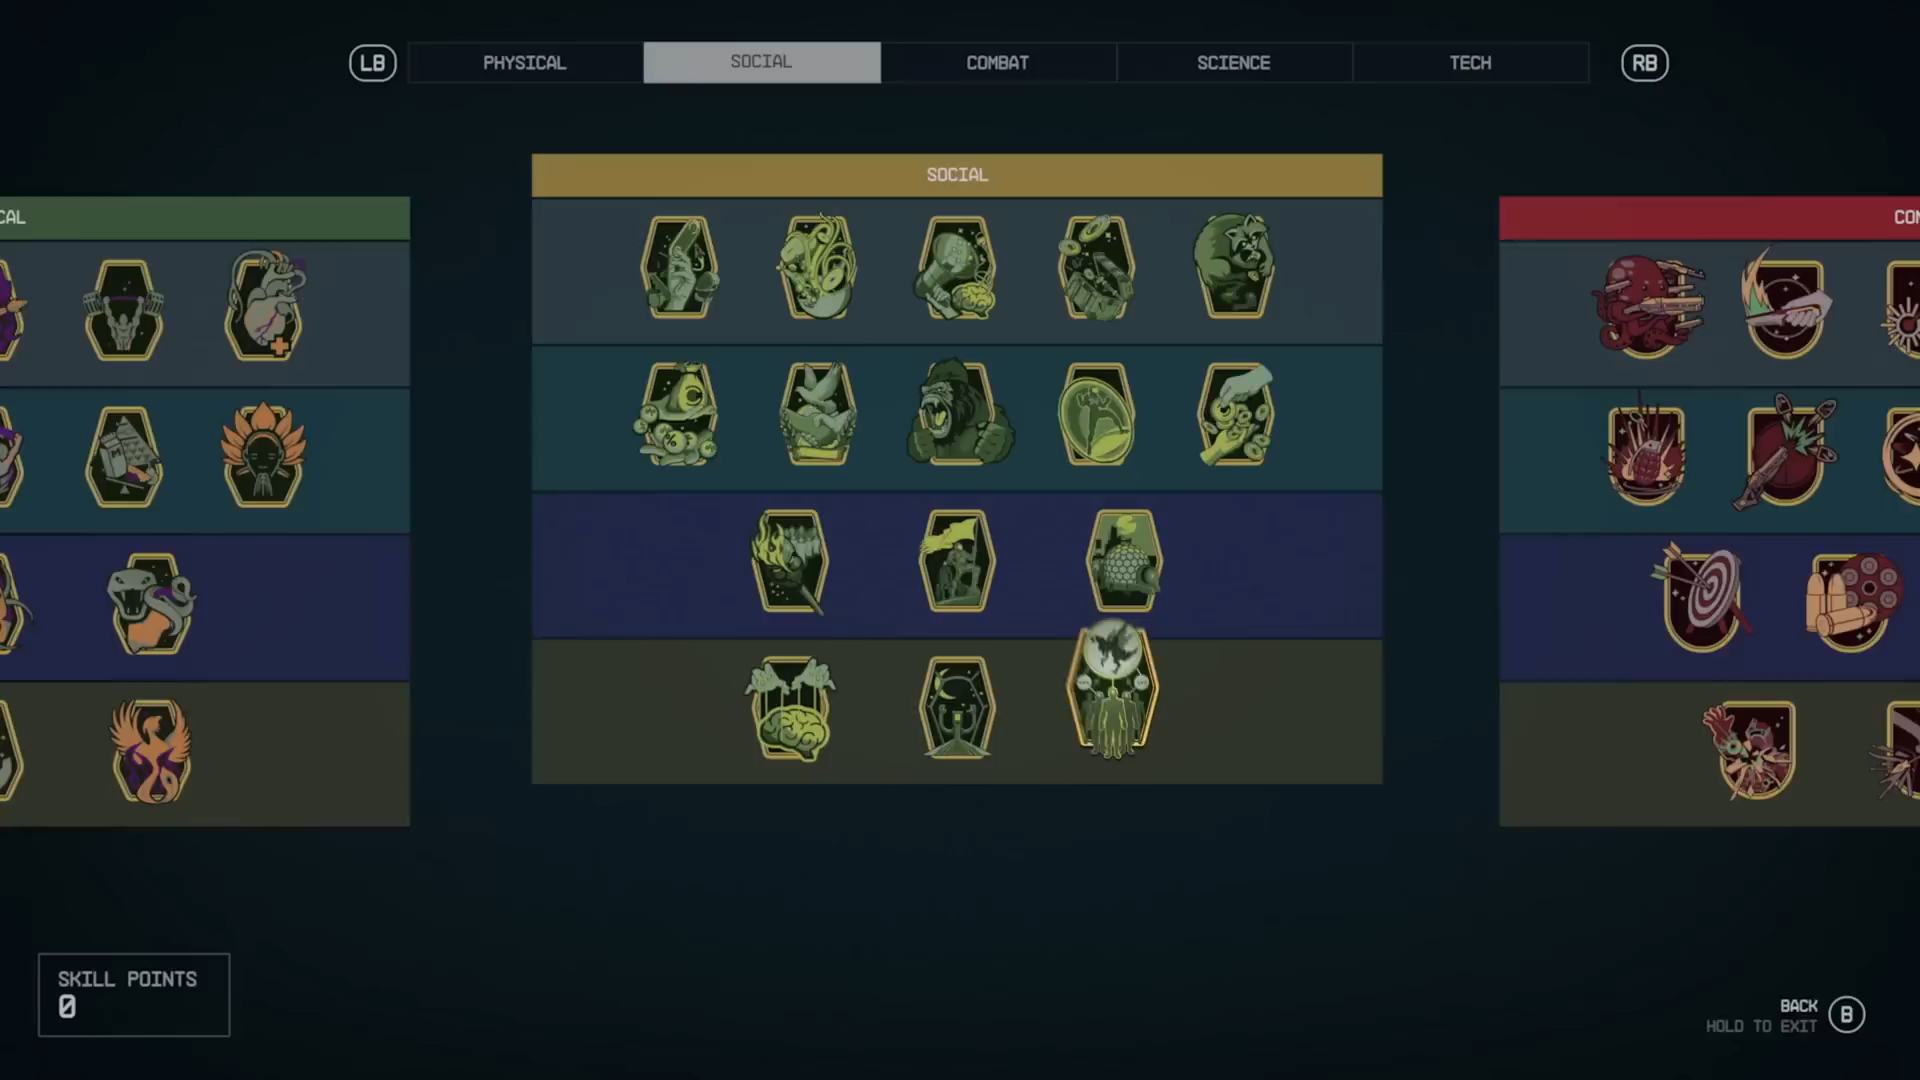 LB
PHYSICAL
SOCIAL
COMBAT
SCIENCE
TECH
RB
CAL
SOCIAL
COM
SKILL POINTS
0
BACK
HOLD TO EXIT
B